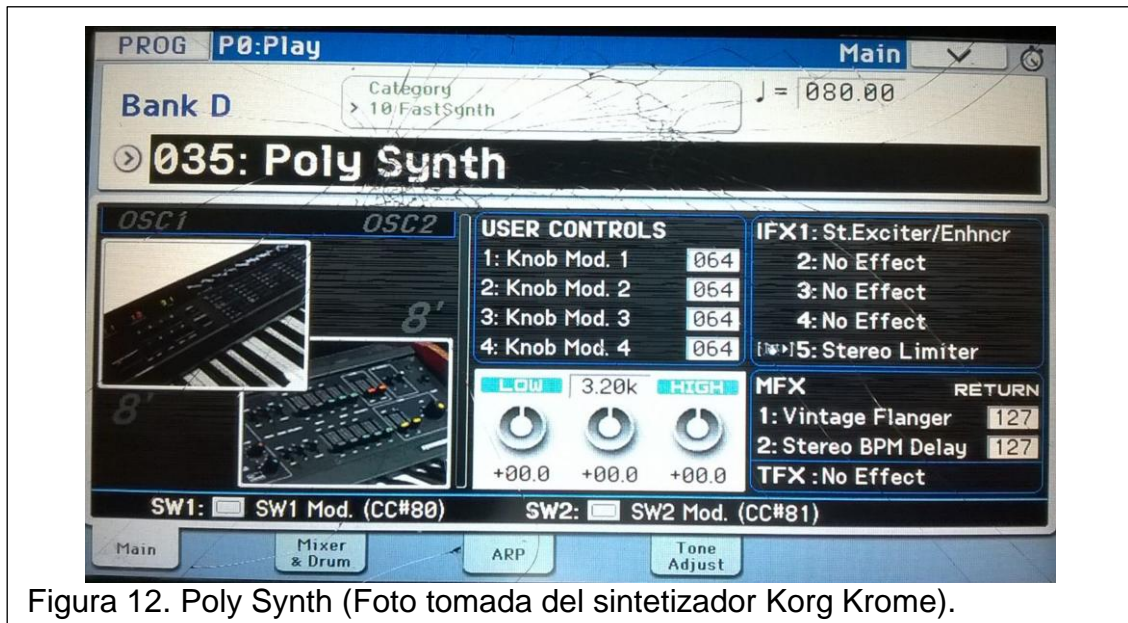 PROG P0:Play Main
Bank D
Category
10 FastSynth
♩ = 080.00
035: Poly Synth
OSC1 OSC2
8'
8'
USER CONTROLS
1: Knob Mod. 1 064
2: Knob Mod. 2 064
3: Knob Mod. 3 064
4: Knob Mod. 4 064
LOW 3.20k HIGH
+00.0 +00.0 +00.0
IFX1: St.Exciter/Enhncr
2: No Effect
3: No Effect
4: No Effect
5: Stereo Limiter
MFX RETURN
1: Vintage Flanger 127
2: Stereo BPM Delay 127
TFX : No Effect
SW1: SW1 Mod. (CC#80) SW2: SW2 Mod. (CC#81)
Main
Mixer
& Drum
ARP
Tone
Adjust
Figura 12. Poly Synth (Foto tomada del sintetizador Korg Krome).